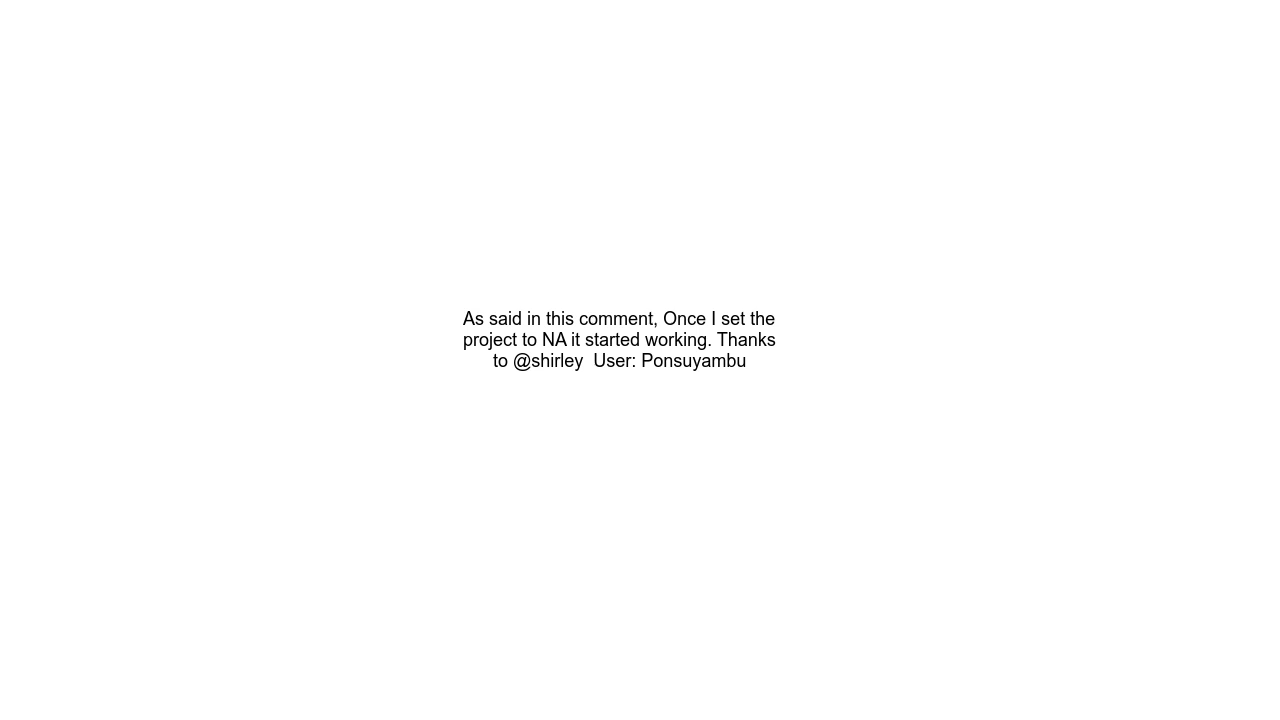 As said in this comment, Once I set the
project to NA it started working. Thanks
to @shirley  User: Ponsuyambu